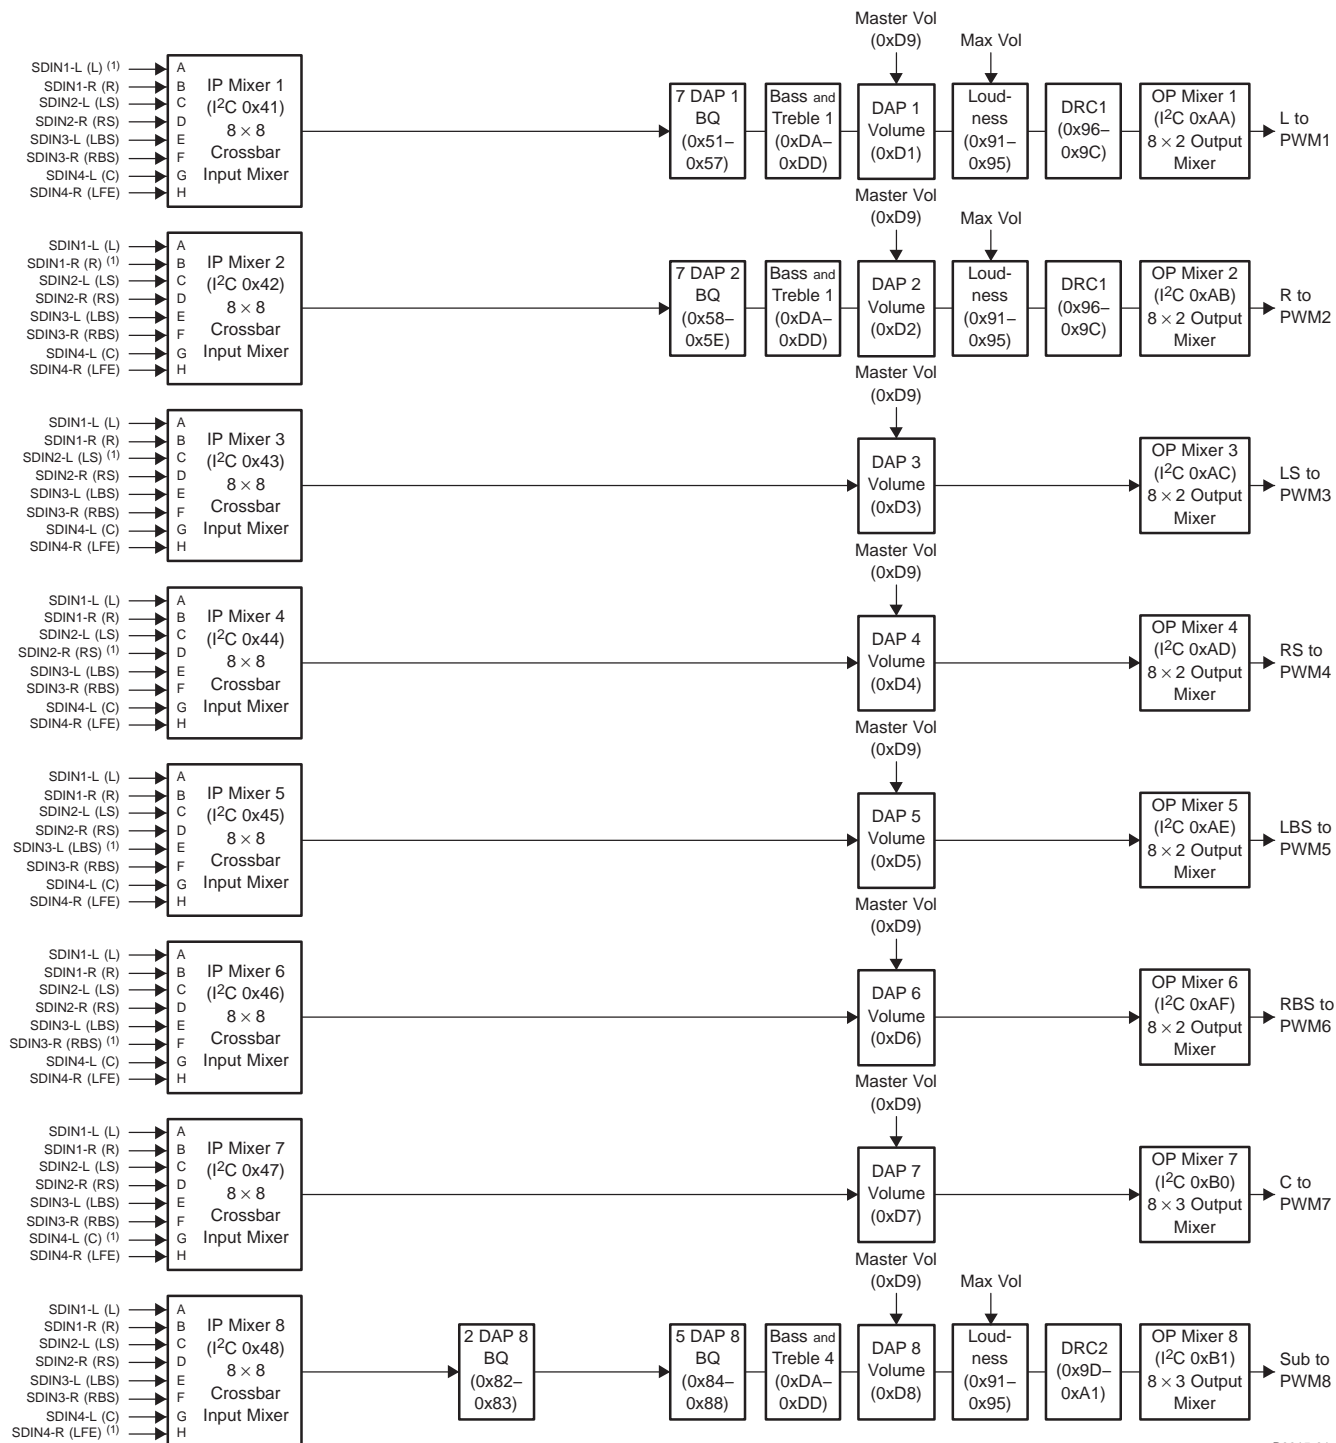 Master Vol
(0xD9)
Max Vol
SDIN1-L (L) (1)
SDIN1-R (R)
SDIN2-L (LS)
SDIN2-R (RS)
SDIN3-L (LBS)
SDIN3-R (RBS)
SDIN4-L (C)
SDIN4-R (LFE)
A
B
C
D
E
F
G
H
IP Mixer 1
(I2C 0x41)
8 × 8
Crossbar
Input Mixer
7 DAP 1
BQ
(0x51–
0x57)
Bass and
Treble 1
(0xDA–
0xDD)
DAP 1
Volume
(0xD1)
Loud-
ness
(0x91–
0x95)
DRC1
(0x96–
0x9C)
OP Mixer 1
(I2C 0xAA)
8 × 2 Output
Mixer
L to
PWM1
Master Vol
(0xD9)
Max Vol
SDIN1-L (L)
SDIN1-R (R) (1)
SDIN2-L (LS)
SDIN2-R (RS)
SDIN3-L (LBS)
SDIN3-R (RBS)
SDIN4-L (C)
SDIN4-R (LFE)
A
B
C
D
E
F
G
H
IP Mixer 2
(I2C 0x42)
8 × 8
Crossbar
Input Mixer
7 DAP 2
BQ
(0x58–
0x5E)
Bass and
Treble 1
(0xDA–
0xDD)
DAP 2
Volume
(0xD2)
Loud-
ness
(0x91–
0x95)
DRC1
(0x96–
0x9C)
OP Mixer 2
(I2C 0xAB)
8 × 2 Output
Mixer
R to
PWM2
Master Vol
(0xD9)
SDIN1-L (L)
SDIN1-R (R)
SDIN2-L (LS) (1)
SDIN2-R (RS)
SDIN3-L (LBS)
SDIN3-R (RBS)
SDIN4-L (C)
SDIN4-R (LFE)
A
B
C
D
E
F
G
H
IP Mixer 3
(I2C 0x43)
8 × 8
Crossbar
Input Mixer
DAP 3
Volume
(0xD3)
OP Mixer 3
(I2C 0xAC)
8 × 2 Output
Mixer
LS to
PWM3
Master Vol
(0xD9)
SDIN1-L (L)
SDIN1-R (R)
SDIN2-L (LS)
SDIN2-R (RS) (1)
SDIN3-L (LBS)
SDIN3-R (RBS)
SDIN4-L (C)
SDIN4-R (LFE)
A
B
C
D
E
F
G
H
IP Mixer 4
(I2C 0x44)
8 × 8
Crossbar
Input Mixer
DAP 4
Volume
(0xD4)
OP Mixer 4
(I2C 0xAD)
8 × 2 Output
Mixer
RS to
PWM4
Master Vol
(0xD9)
SDIN1-L (L)
SDIN1-R (R)
SDIN2-L (LS)
SDIN2-R (RS)
SDIN3-L (LBS) (1)
SDIN3-R (RBS)
SDIN4-L (C)
SDIN4-R (LFE)
A
B
C
D
E
F
G
H
IP Mixer 5
(I2C 0x45)
8 × 8
Crossbar
Input Mixer
DAP 5
Volume
(0xD5)
OP Mixer 5
(I2C 0xAE)
8 × 2 Output
Mixer
LBS to
PWM5
Master Vol
(0xD9)
SDIN1-L (L)
SDIN1-R (R)
SDIN2-L (LS)
SDIN2-R (RS)
SDIN3-L (LBS)
SDIN3-R (RBS) (1)
SDIN4-L (C)
SDIN4-R (LFE)
A
B
C
D
E
F
G
H
IP Mixer 6
(I2C 0x46)
8 × 8
Crossbar
Input Mixer
DAP 6
Volume
(0xD6)
OP Mixer 6
(I2C 0xAF)
8 × 2 Output
Mixer
RBS to
PWM6
Master Vol
(0xD9)
SDIN1-L (L)
SDIN1-R (R)
SDIN2-L (LS)
SDIN2-R (RS)
SDIN3-L (LBS)
SDIN3-R (RBS)
SDIN4-L (C) (1)
SDIN4-R (LFE)
A
B
C
D
E
F
G
H
IP Mixer 7
(I2C 0x47)
8 × 8
Crossbar
Input Mixer
DAP 7
Volume
(0xD7)
OP Mixer 7
(I2C 0xB0)
8 × 3 Output
Mixer
C to
PWM7
Master Vol
(0xD9)
Max Vol
SDIN1-L (L)
SDIN1-R (R)
SDIN2-L (LS)
SDIN2-R (RS)
SDIN3-L (LBS)
SDIN3-R (RBS)
SDIN4-L (C)
SDIN4-R (LFE) (1)
A
B
C
D
E
F
G
H
IP Mixer 8
(I2C 0x48)
8 × 8
Crossbar
Input Mixer
2 DAP 8
BQ
(0x82–
0x83)
5 DAP 8
BQ
(0x84–
0x88)
Bass and
Treble 4
(0xDA–
0xDD)
DAP 8
Volume
(0xD8)
Loud-
ness
(0x91–
0x95)
DRC2
(0x9D–
0xA1)
OP Mixer 8
(I2C 0xB1)
8 × 3 Output
Mixer
Sub to
PWM8